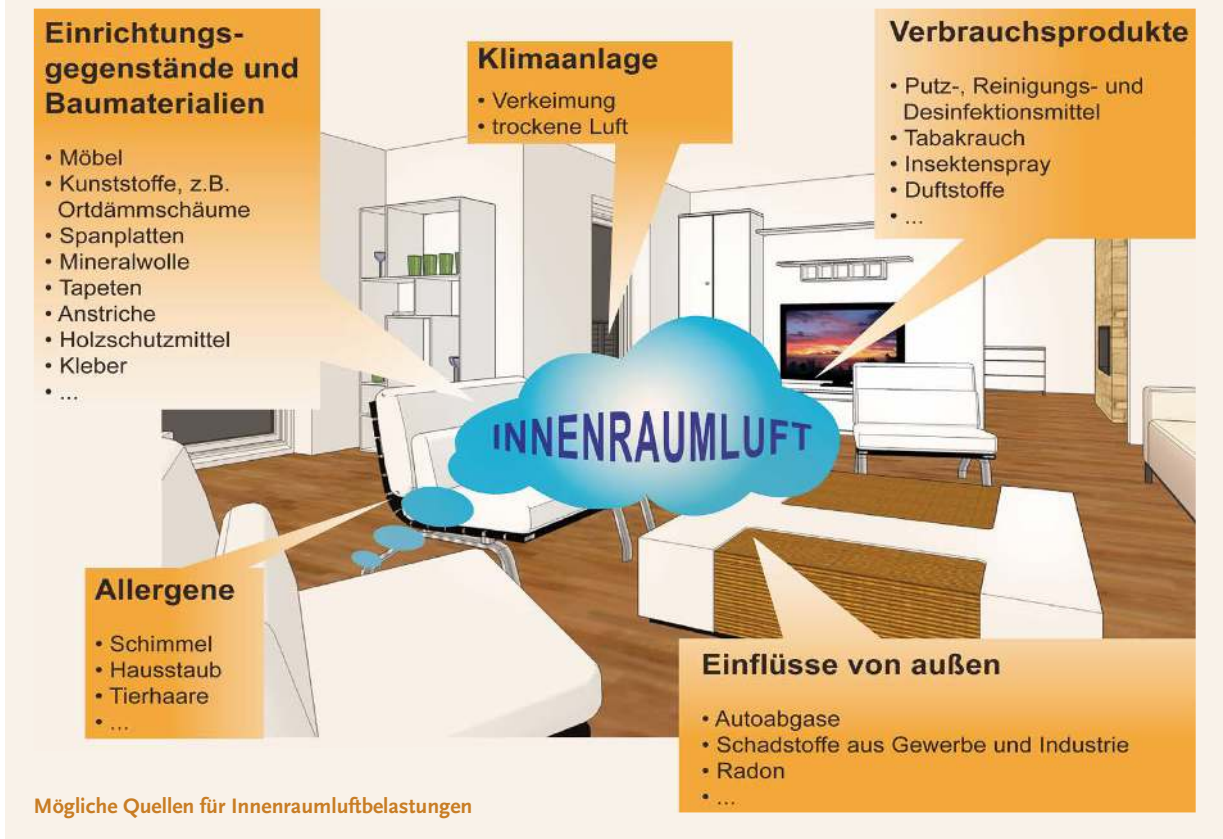 Einrichtungs-
gegenstände und
Baumaterialien
• Möbel
• Kunststoffe, z.B.
Ortdämmschäume
• Spanplatten
• Mineralwolle
• Tapeten
• Anstriche
• Holzschutzmittel
• Kleber
• ...
Klimaanlage
• Verkeimung
• trockene Luft
Verbrauchsprodukte
• Putz-, Reinigungs- und
Desinfektionsmittel
• Tabakrauch
• Insektenspray
• Duftstoffe
• ...
INNENRAUMLUFT
Allergene
• Schimmel
• Hausstaub
• Tierhaare
• ...
Einflüsse von außen
• Autoabgase
• Schadstoffe aus Gewerbe und Industrie
• Radon
• ...
Mögliche Quellen für Innenraumluftbelastungen